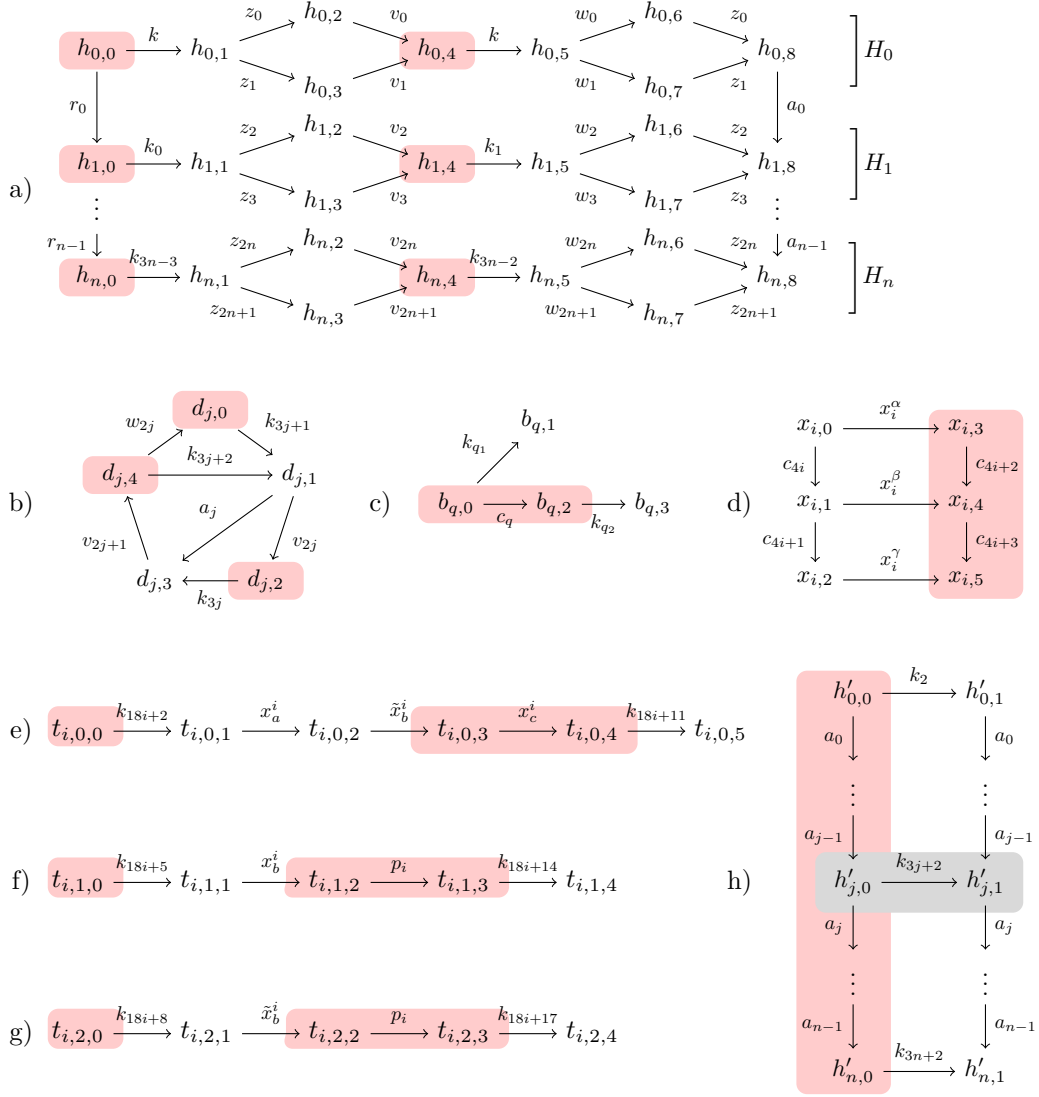 z_0 h_{0,2} v_0 w_0 h_{0,6} z_0
h_{0,0} k h_{0,1} h_{0,4} k h_{0,5} h_{0,8} H_0
z_1 h_{0,3} v_1 w_1 h_{0,7} z_1
r_0 a_0
z_2 h_{1,2} v_2 w_2 h_{1,6} z_2
h_{1,0} k_0 h_{1,1} h_{1,4} k_1 h_{1,5} h_{1,8} H_1
a) ⋮ z_3 h_{1,3} v_3 w_3 h_{1,7} z_3 ⋮
r_{n-1} z_{2n} h_{n,2} v_{2n} w_{2n} h_{n,6} z_{2n} a_{n-1}
h_{n,0} k_{3n-3} h_{n,1} h_{n,4} k_{3n-2} h_{n,5} h_{n,8} H_n
z_{2n+1} h_{n,3} v_{2n+1} w_{2n+1} h_{n,7} z_{2n+1}
b)
d_{j,0}
w_{2j} k_{3j+1}
d_{j,4} k_{3j+2} d_{j,1}
a_j
v_{2j+1} v_{2j}
d_{j,3} k_{3j} d_{j,2}
c)
b_{q,1}
k_{q_1}
b_{q,0} c_q b_{q,2} k_{q_2} b_{q,3}
d)
x_{i,0} x_i^α x_{i,3}
c_{4i} c_{4i+2}
x_{i,1} x_i^β x_{i,4}
c_{4i+1} c_{4i+3}
x_{i,2} x_i^γ x_{i,5}
e) t_{i,0,0} k_{18i+2} t_{i,0,1} x_a^i t_{i,0,2} x̃_b^i t_{i,0,3} x_c^i t_{i,0,4} k_{18i+11} t_{i,0,5}
f) t_{i,1,0} k_{18i+5} t_{i,1,1} x_b^i t_{i,1,2} p_i t_{i,1,3} k_{18i+14} t_{i,1,4}
g) t_{i,2,0} k_{18i+8} t_{i,2,1} x̃_b^i t_{i,2,2} p_i t_{i,2,3} k_{18i+17} t_{i,2,4}
h)
h'_{0,0} k_2 h'_{0,1}
a_0 a_0
⋮ ⋮
a_{j-1} a_{j-1}
h'_{j,0} k_{3j+2} h'_{j,1}
a_j a_j
⋮ ⋮
a_{n-1} a_{n-1}
h'_{n,0} k_{3n+2} h'_{n,1}